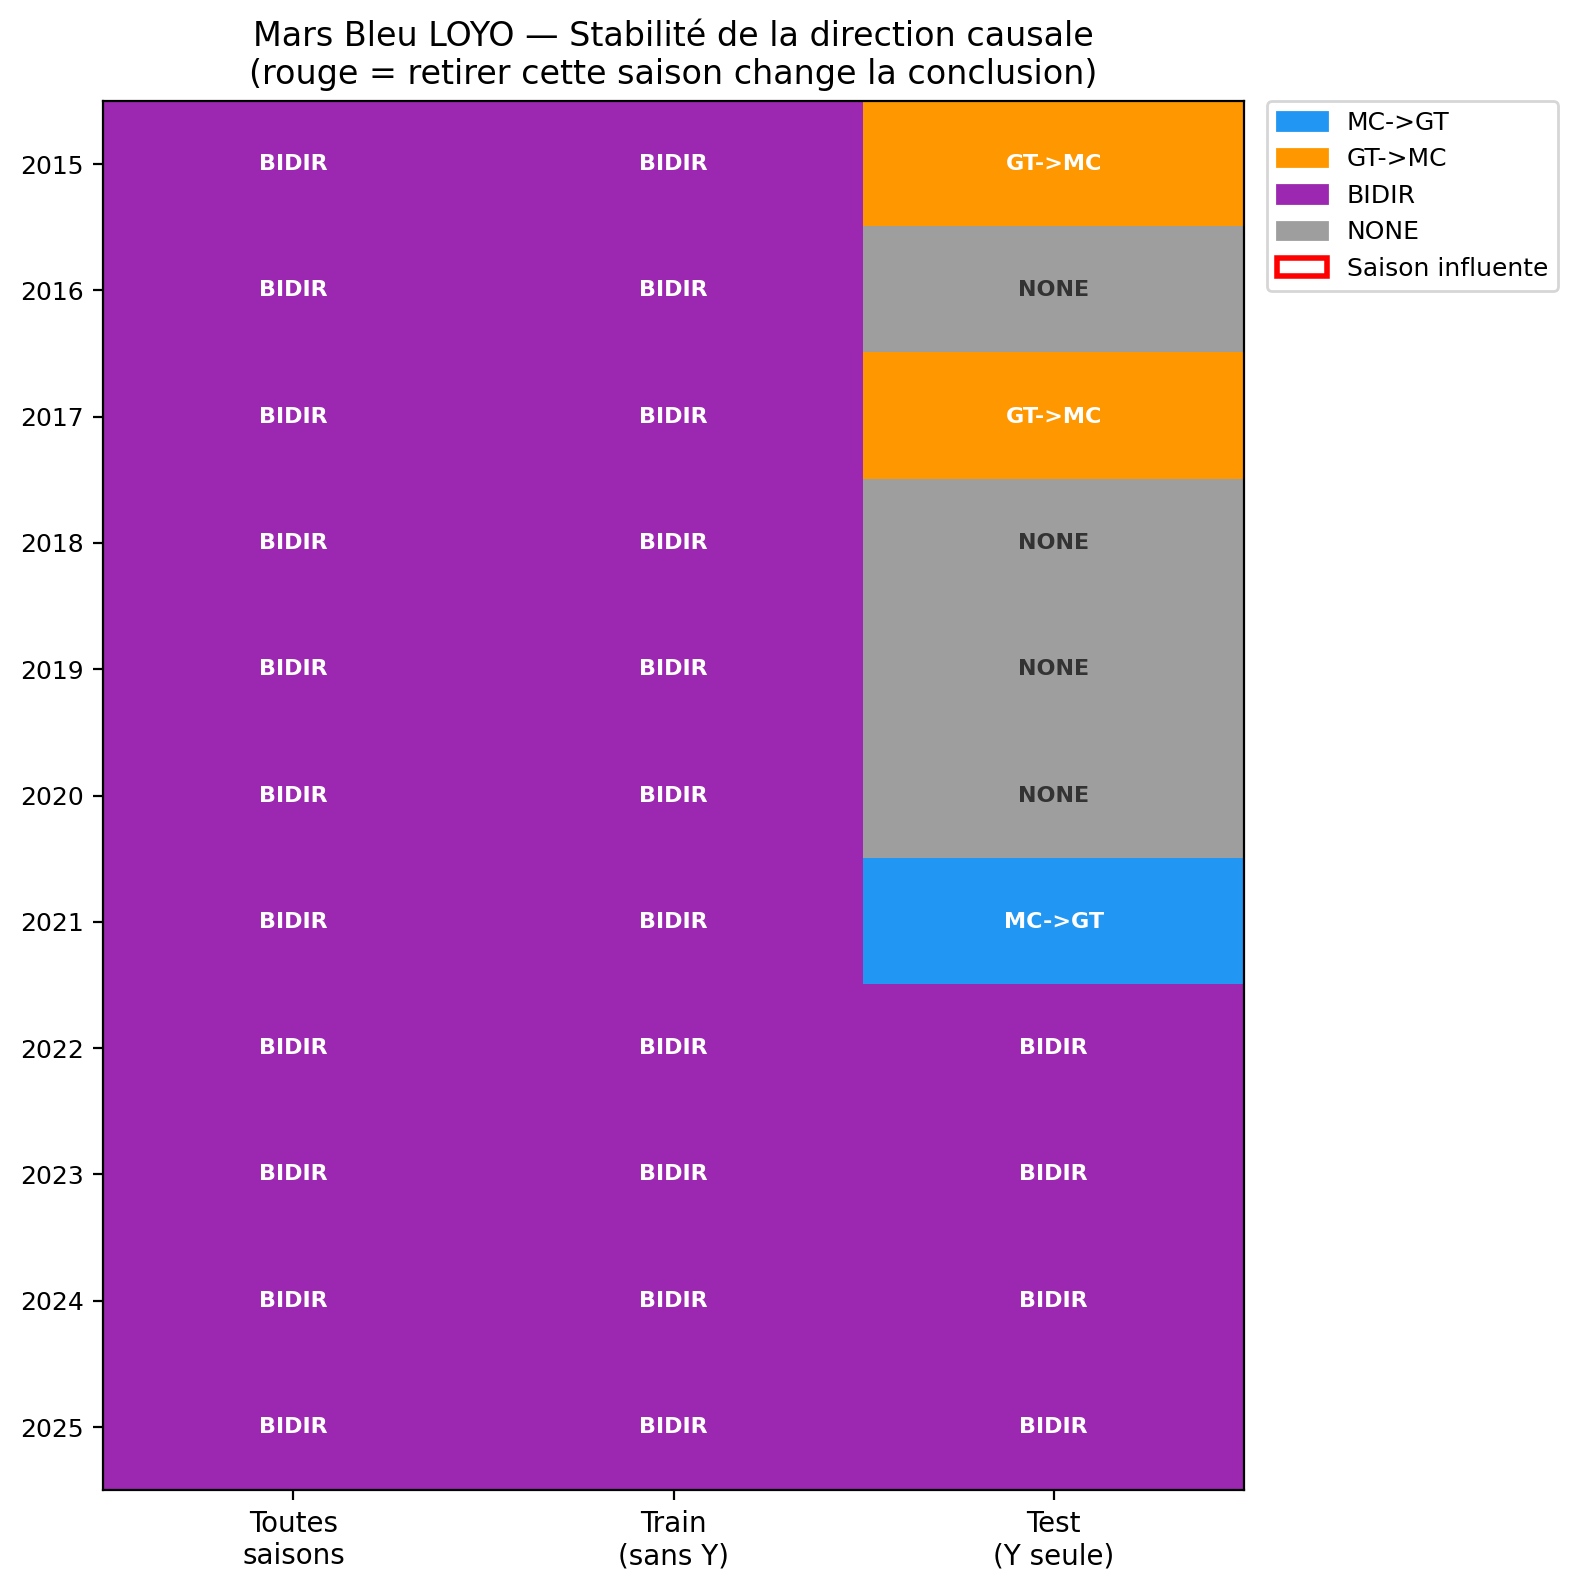 Mars Bleu LOYO — Stabilité de la direction causale
(rouge = retirer cette saison change la conclusion)
MC->GT
GT->MC
BIDIR
NONE
Saison influente
2015 BIDIR BIDIR GT->MC
2016 BIDIR BIDIR NONE
2017 BIDIR BIDIR GT->MC
2018 BIDIR BIDIR NONE
2019 BIDIR BIDIR NONE
2020 BIDIR BIDIR NONE
2021 BIDIR BIDIR MC->GT
2022 BIDIR BIDIR BIDIR
2023 BIDIR BIDIR BIDIR
2024 BIDIR BIDIR BIDIR
2025 BIDIR BIDIR BIDIR
Toutes
saisons
Train
(sans Y)
Test
(Y seule)